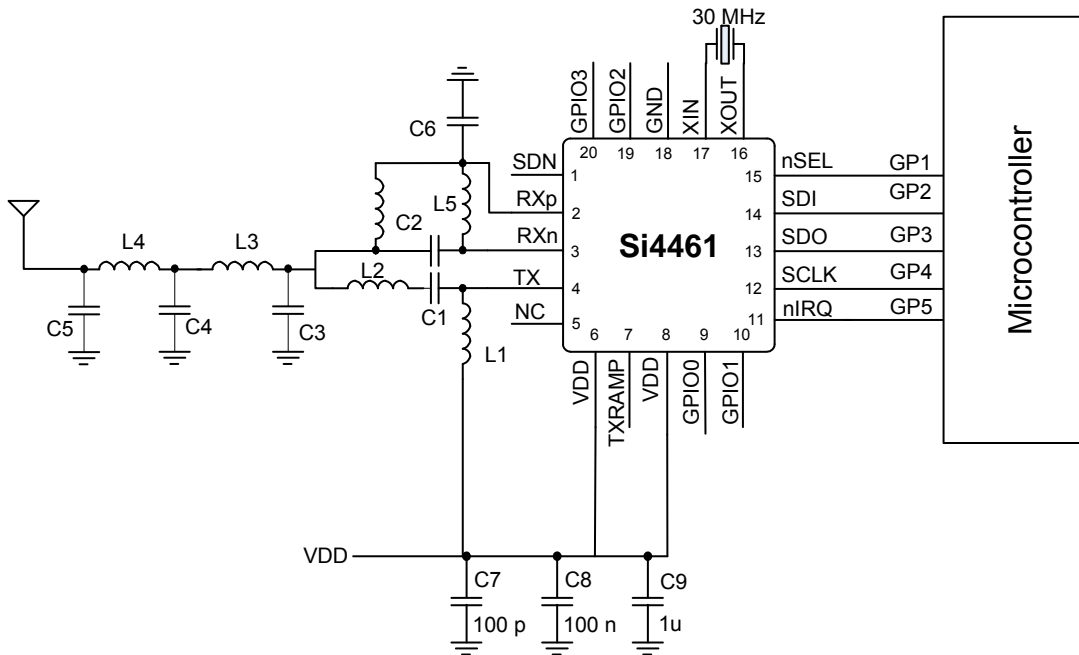 30 MHz
GPIO3
GPIO2
GND
XIN
XOUT
C6
20
19
18
17
16
SDN
1
15
nSEL
GP1
RXp
2
14
SDI
GP2
C2
L5
RXn
3
Si4461
13
SDO
GP3
L4
L3
L2
TX
4
12
SCLK
GP4
C1
NC
5
11
nIRQ
GP5
C5
C4
C3
L1
6
7
8
9
10
VDD
TXRAMP
VDD
GPIO0
GPIO1
Microcontroller
VDD
C7
C8
C9
100 p
100 n
1u